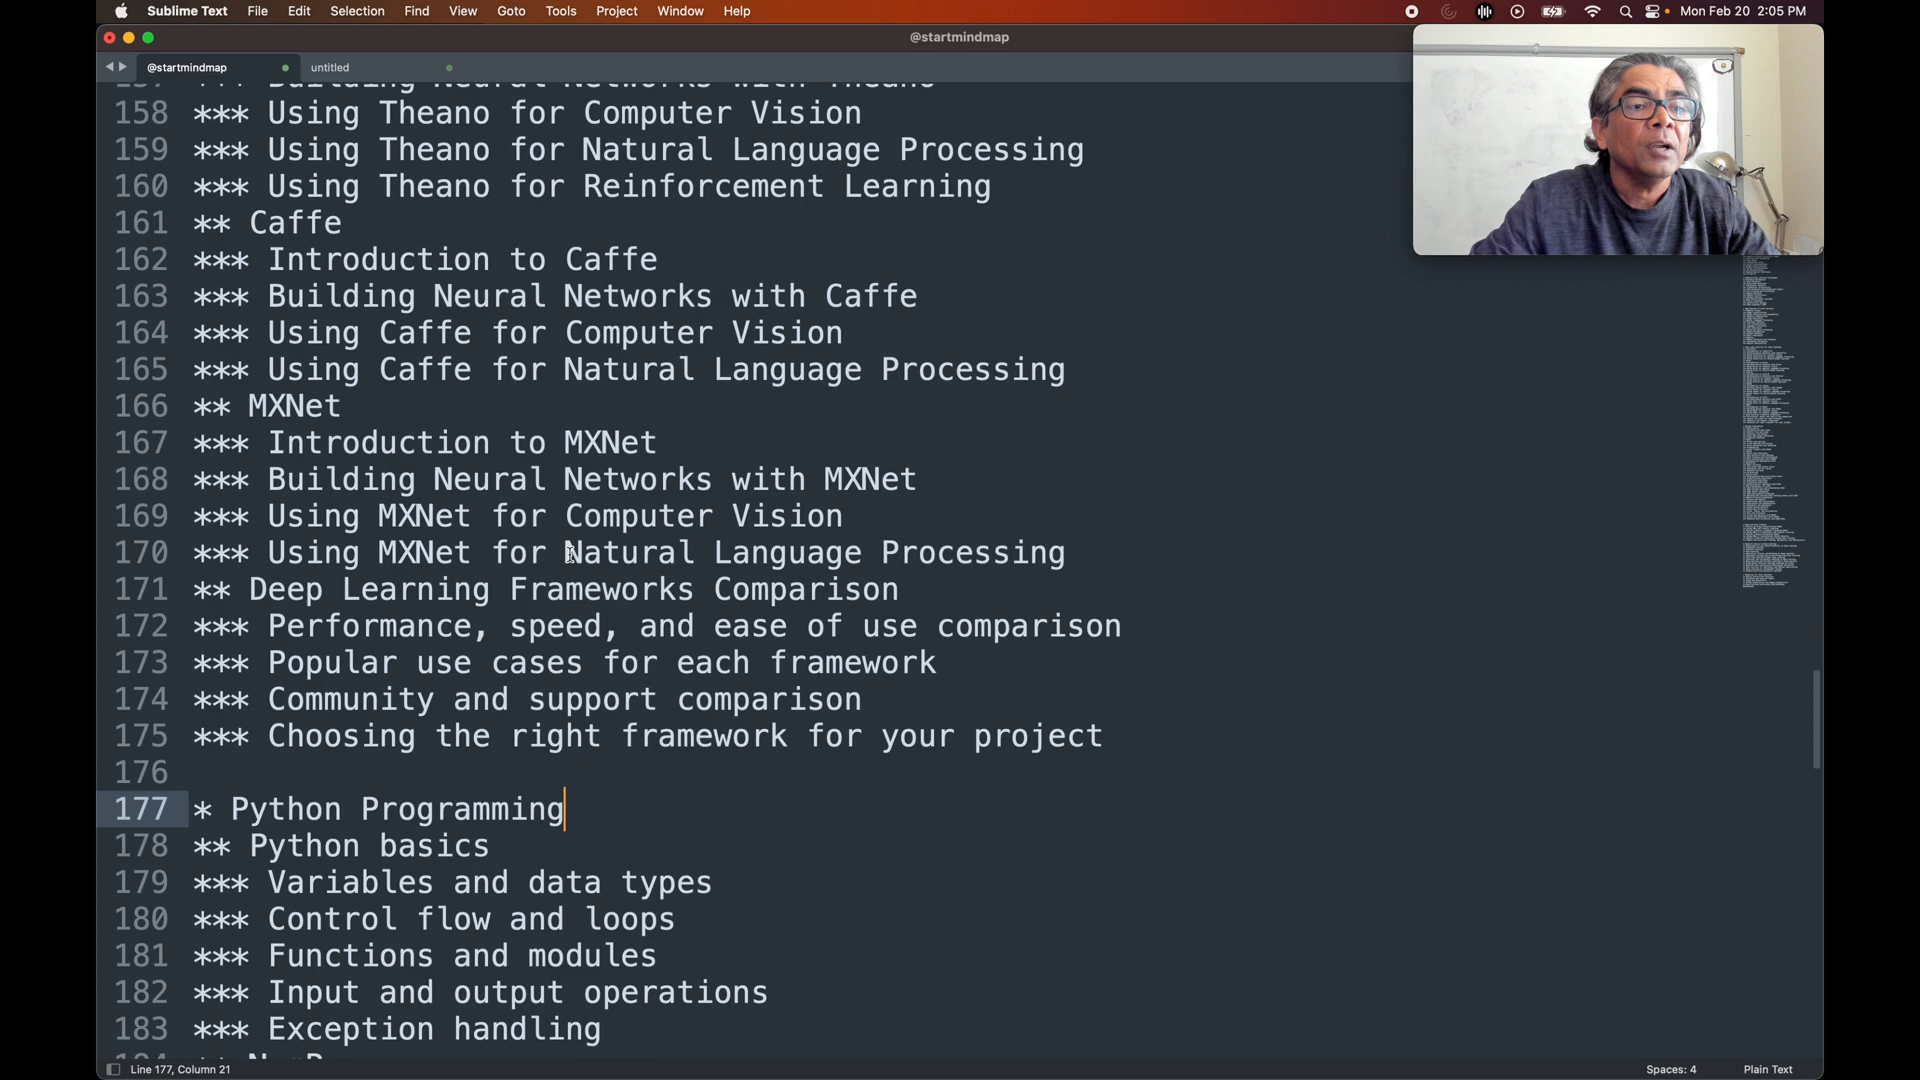 Sublime Text File Edit Selection Find View Goto Tools Project Window Help Mon Feb 20 2:05 PM
@startmindmap
@startmindmap untitled
158 *** Using Theano for Computer Vision
159 *** Using Theano for Natural Language Processing
160 *** Using Theano for Reinforcement Learning
161 ** Caffe
162 *** Introduction to Caffe
163 *** Building Neural Networks with Caffe
164 *** Using Caffe for Computer Vision
165 *** Using Caffe for Natural Language Processing
166 ** MXNet
167 *** Introduction to MXNet
168 *** Building Neural Networks with MXNet
169 *** Using MXNet for Computer Vision
170 *** Using MXNet for Natural Language Processing
171 ** Deep Learning Frameworks Comparison
172 *** Performance, speed, and ease of use comparison
173 *** Popular use cases for each framework
174 *** Community and support comparison
175 *** Choosing the right framework for your project
176
177 * Python Programming
178 ** Python basics
179 *** Variables and data types
180 *** Control flow and loops
181 *** Functions and modules
182 *** Input and output operations
183 *** Exception handling
Line 177, Column 21 Spaces: 4 Plain Text